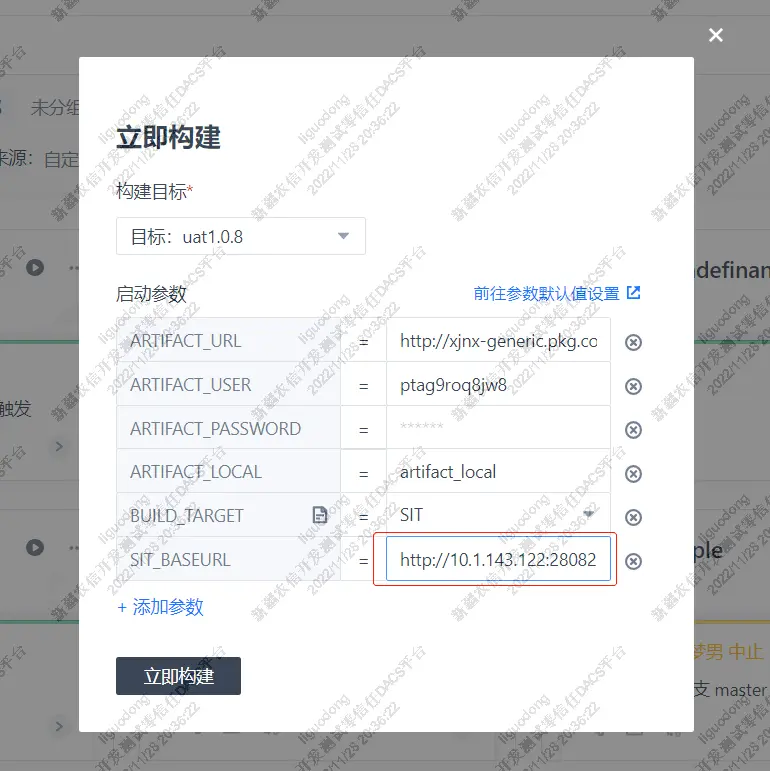 未分组
来源：自定
definan
触发
ple
梦男 中止
支 master
立即构建
构建目标*
目标：uat1.0.8
启动参数
前往参数默认值设置
ARTIFACT_URL = http://xjnx-generic.pkg.co
ARTIFACT_USER = ptag9roq8jw8
ARTIFACT_PASSWORD = ******
ARTIFACT_LOCAL = artifact_local
BUILD_TARGET = SIT
SIT_BASEURL = http://10.1.143.122:28082
+ 添加参数
立即构建
liguodong
新疆农信开发测试零信任DACS平台
2022/11/28 20:36:22